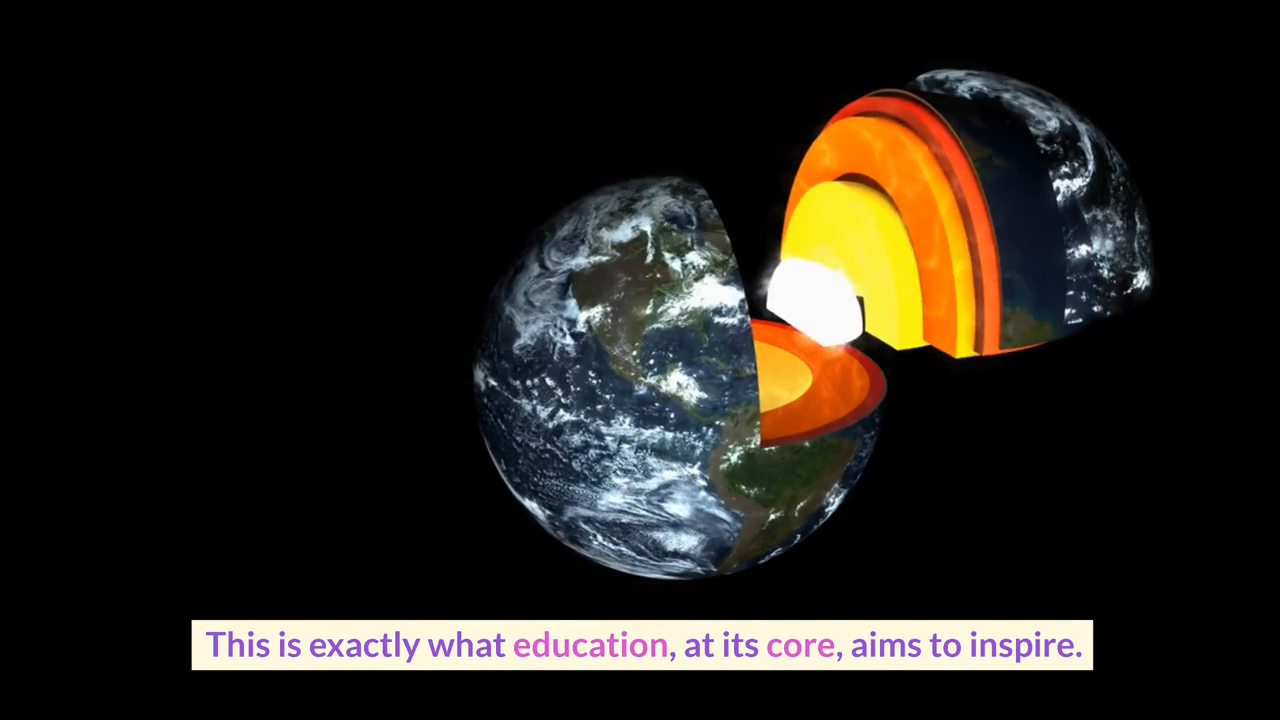 This is exactly what education, at its core, aims to inspire.